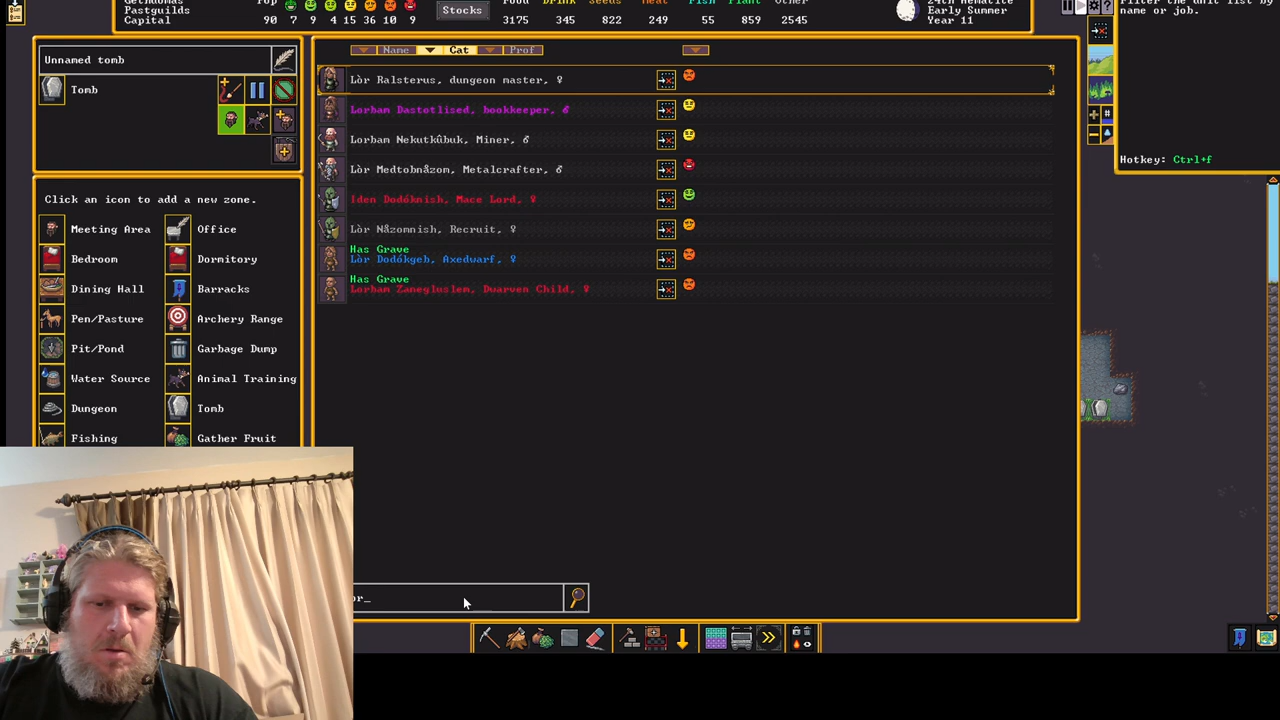 Pop Food Drink Seeds Meat Fish Plant Other
Pastguilds
Capital
90 7 9 4 15 36 10 9
Stocks
3175 345 822 249 55 859 2545
24th Hematite
Early Summer
Year 11
Filter the unit list by
name or job.
Hotkey: Ctrl+f
Unnamed tomb
Tomb
Click an icon to add a new zone.
Meeting Area Office
Bedroom Dormitory
Dining Hall Barracks
Pen/Pasture Archery Range
Pit/Pond Garbage Dump
Water Source Animal Training
Dungeon Tomb
Fishing Gather Fruit
Name Cat Prof
Lòr Ralsterus, dungeon master, ♀
Lorbam Dastotlised, bookkeeper, ♂
Lorbam Nekutkûbuk, Miner, ♂
Lòr Medtobnåzom, Metalcrafter, ♂
Iden Dodóknish, Mace Lord, ♀
Lòr Nåzomnish, Recruit, ♀
Has Grave
Lòr Dodókgeb, Axedwarf, ♀
Has Grave
Lorbam Zanegluslem, Dwarven Child, ♀
or_